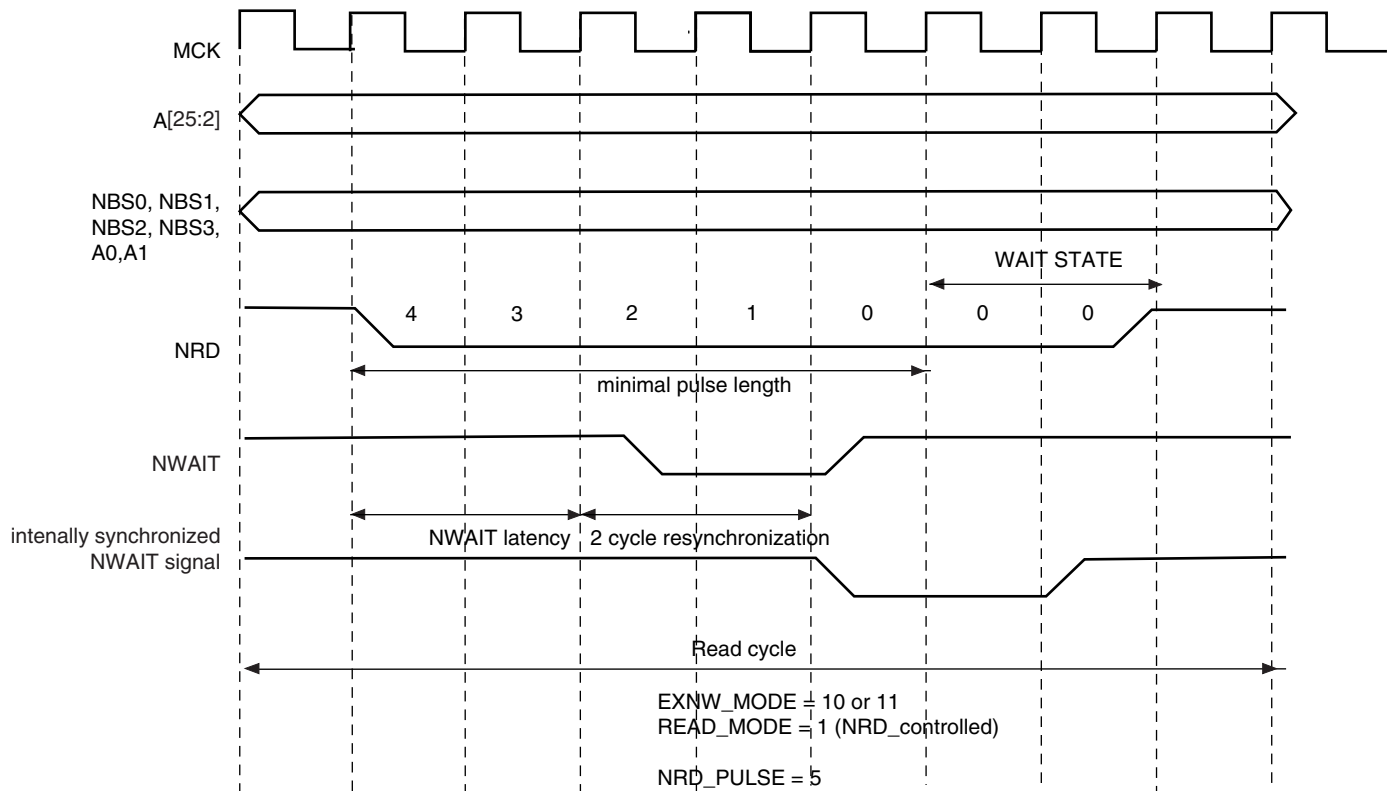 MCK
A[25:2]
NBS0, NBS1,
NBS2, NBS3,
A0,A1
WAIT STATE
4 3 2 1 0 0 0
NRD
minimal pulse length
NWAIT
intenally synchronized
NWAIT signal
NWAIT latency 2 cycle resynchronization
Read cycle
EXNW_MODE = 10 or 11
READ_MODE = 1 (NRD_controlled)
NRD_PULSE = 5